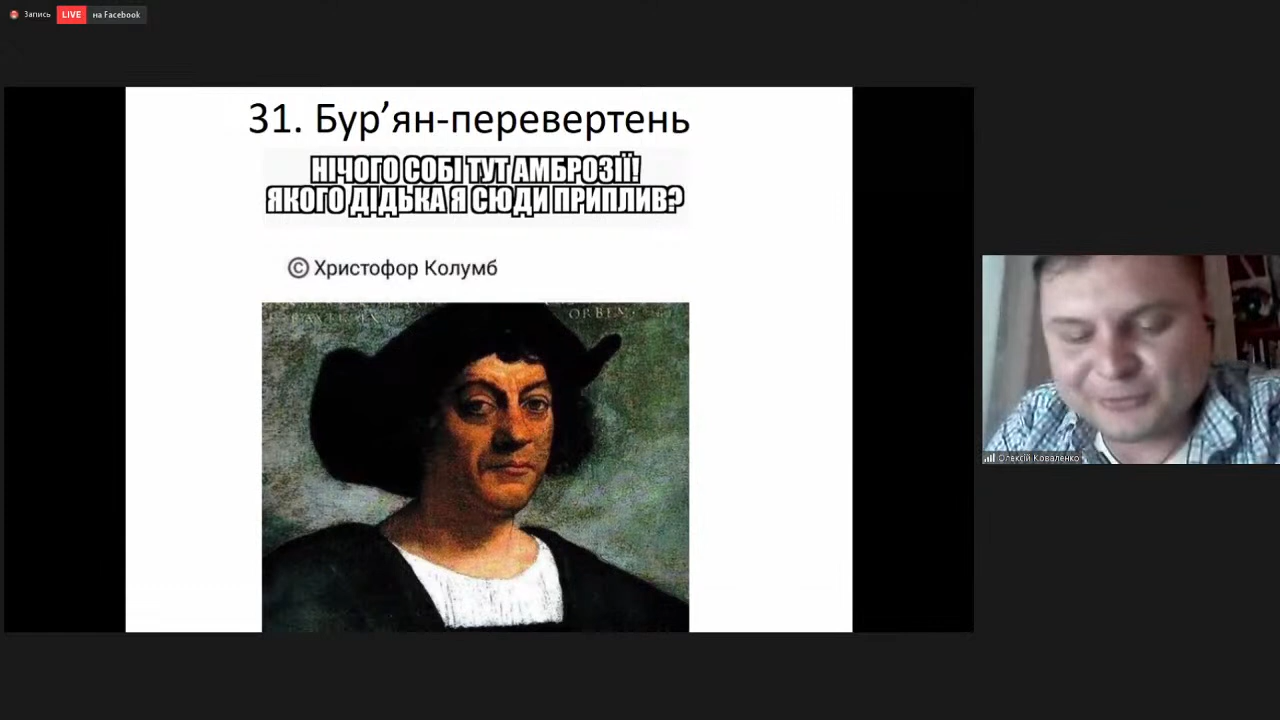 Запись LIVE на Facebook
31. Бур’ян-перевертень
НІЧОГО СОБІ ТУТ АМБРОЗІЇ!
ЯКОГО ДІДЬКА Я СЮДИ ПРИПЛИВ?
© Христофор Колумб
ORBEM
Олексій Коваленко